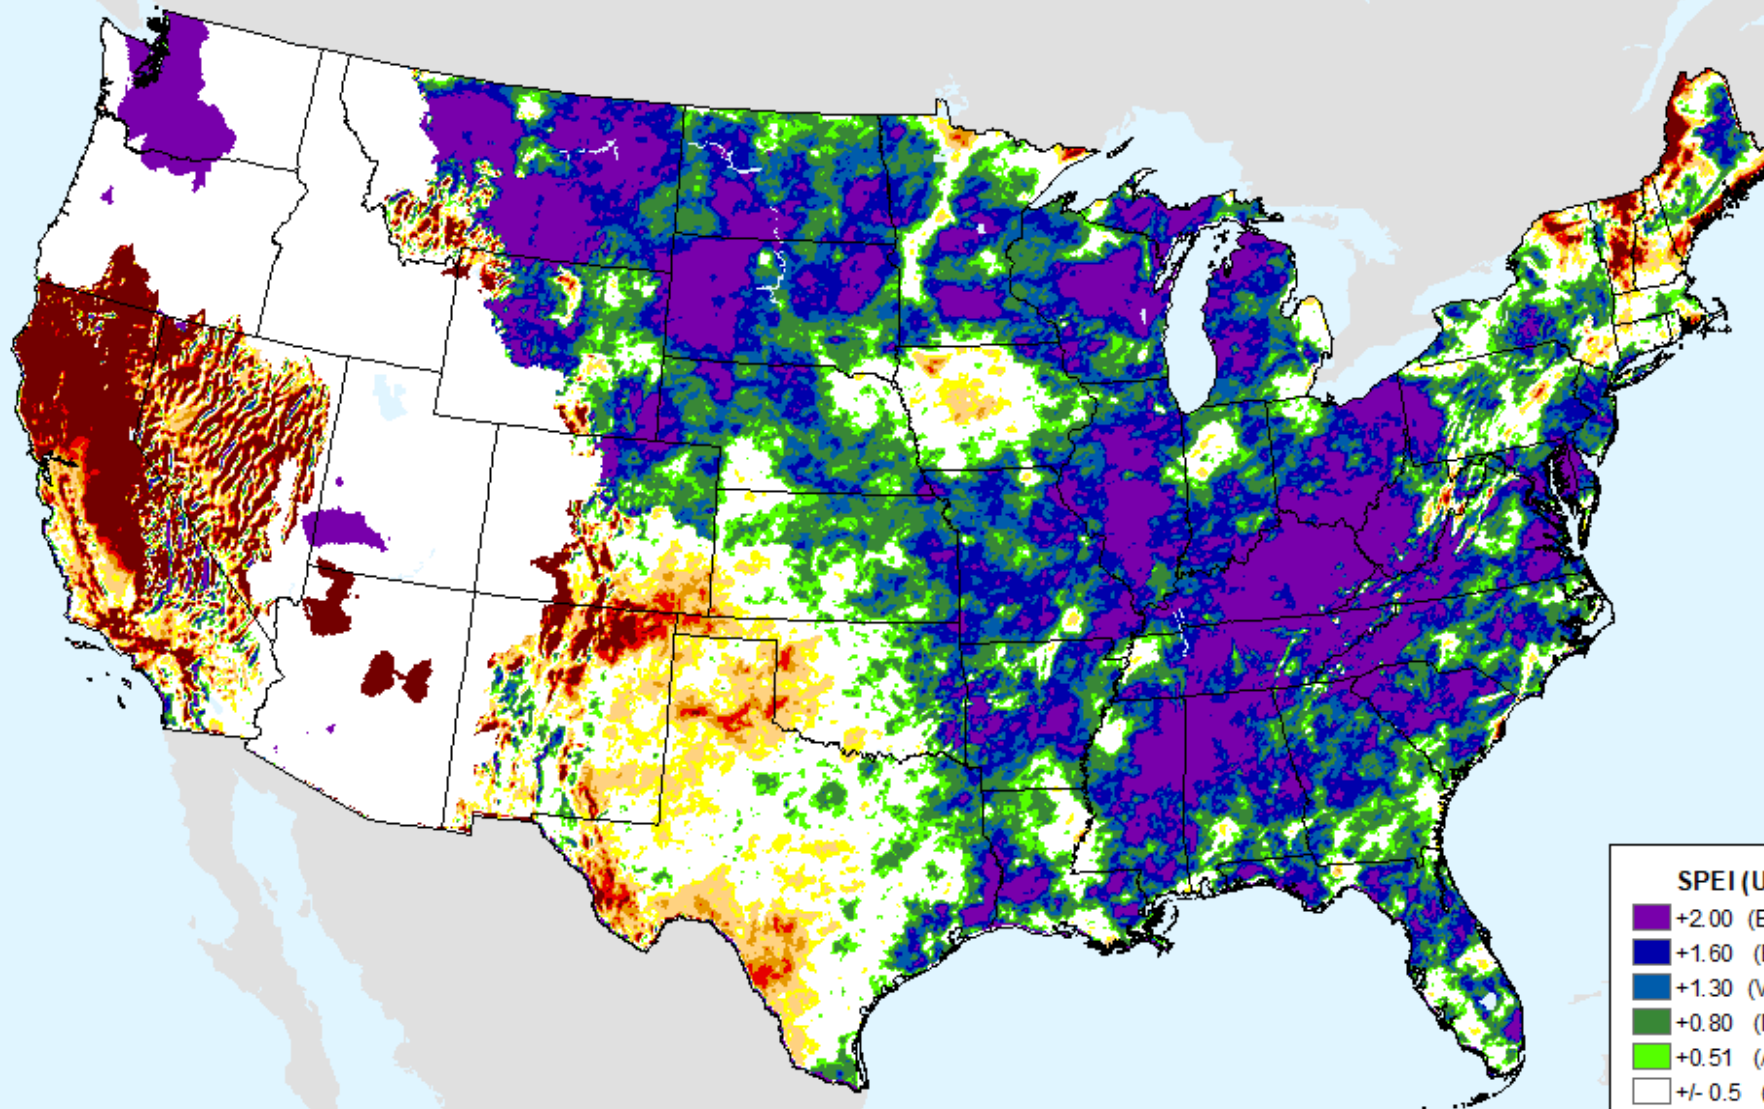 SPEI (U
+2.00 (E
+1.60 (
+1.30 (V
+0.80 (
+0.51 (
+/- 0.5 (